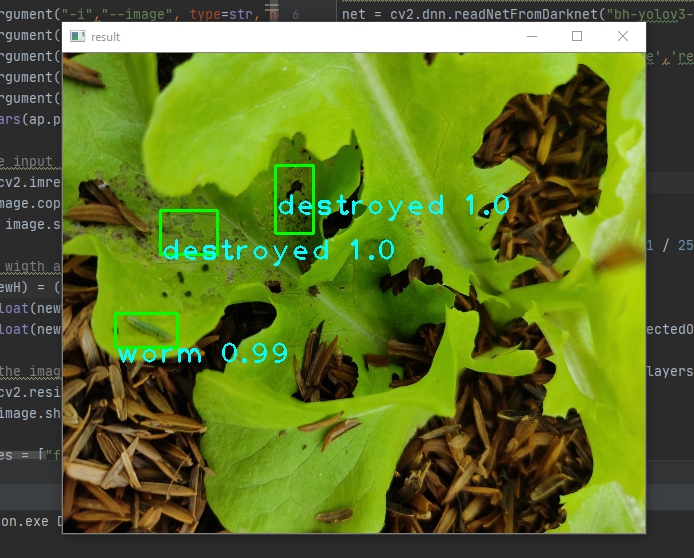 rgument("-i","--image", type=str,
6 net = cv2.dnn.readNetFromDarknet("bh-yolov3-
result
rgument(
rgument( e','re
rgument(
rgument(
ars(ap.p
e input
cv2.imre
mage.cop
destroyed 1.0
image.s
destroyed 1.0
1 / 25
wigth a
ewH) = (
loat(new
loat(new
ectedO
worm 0.99
the imag
layers
cv2.resi
image.sh
es = ["f
on.exe D